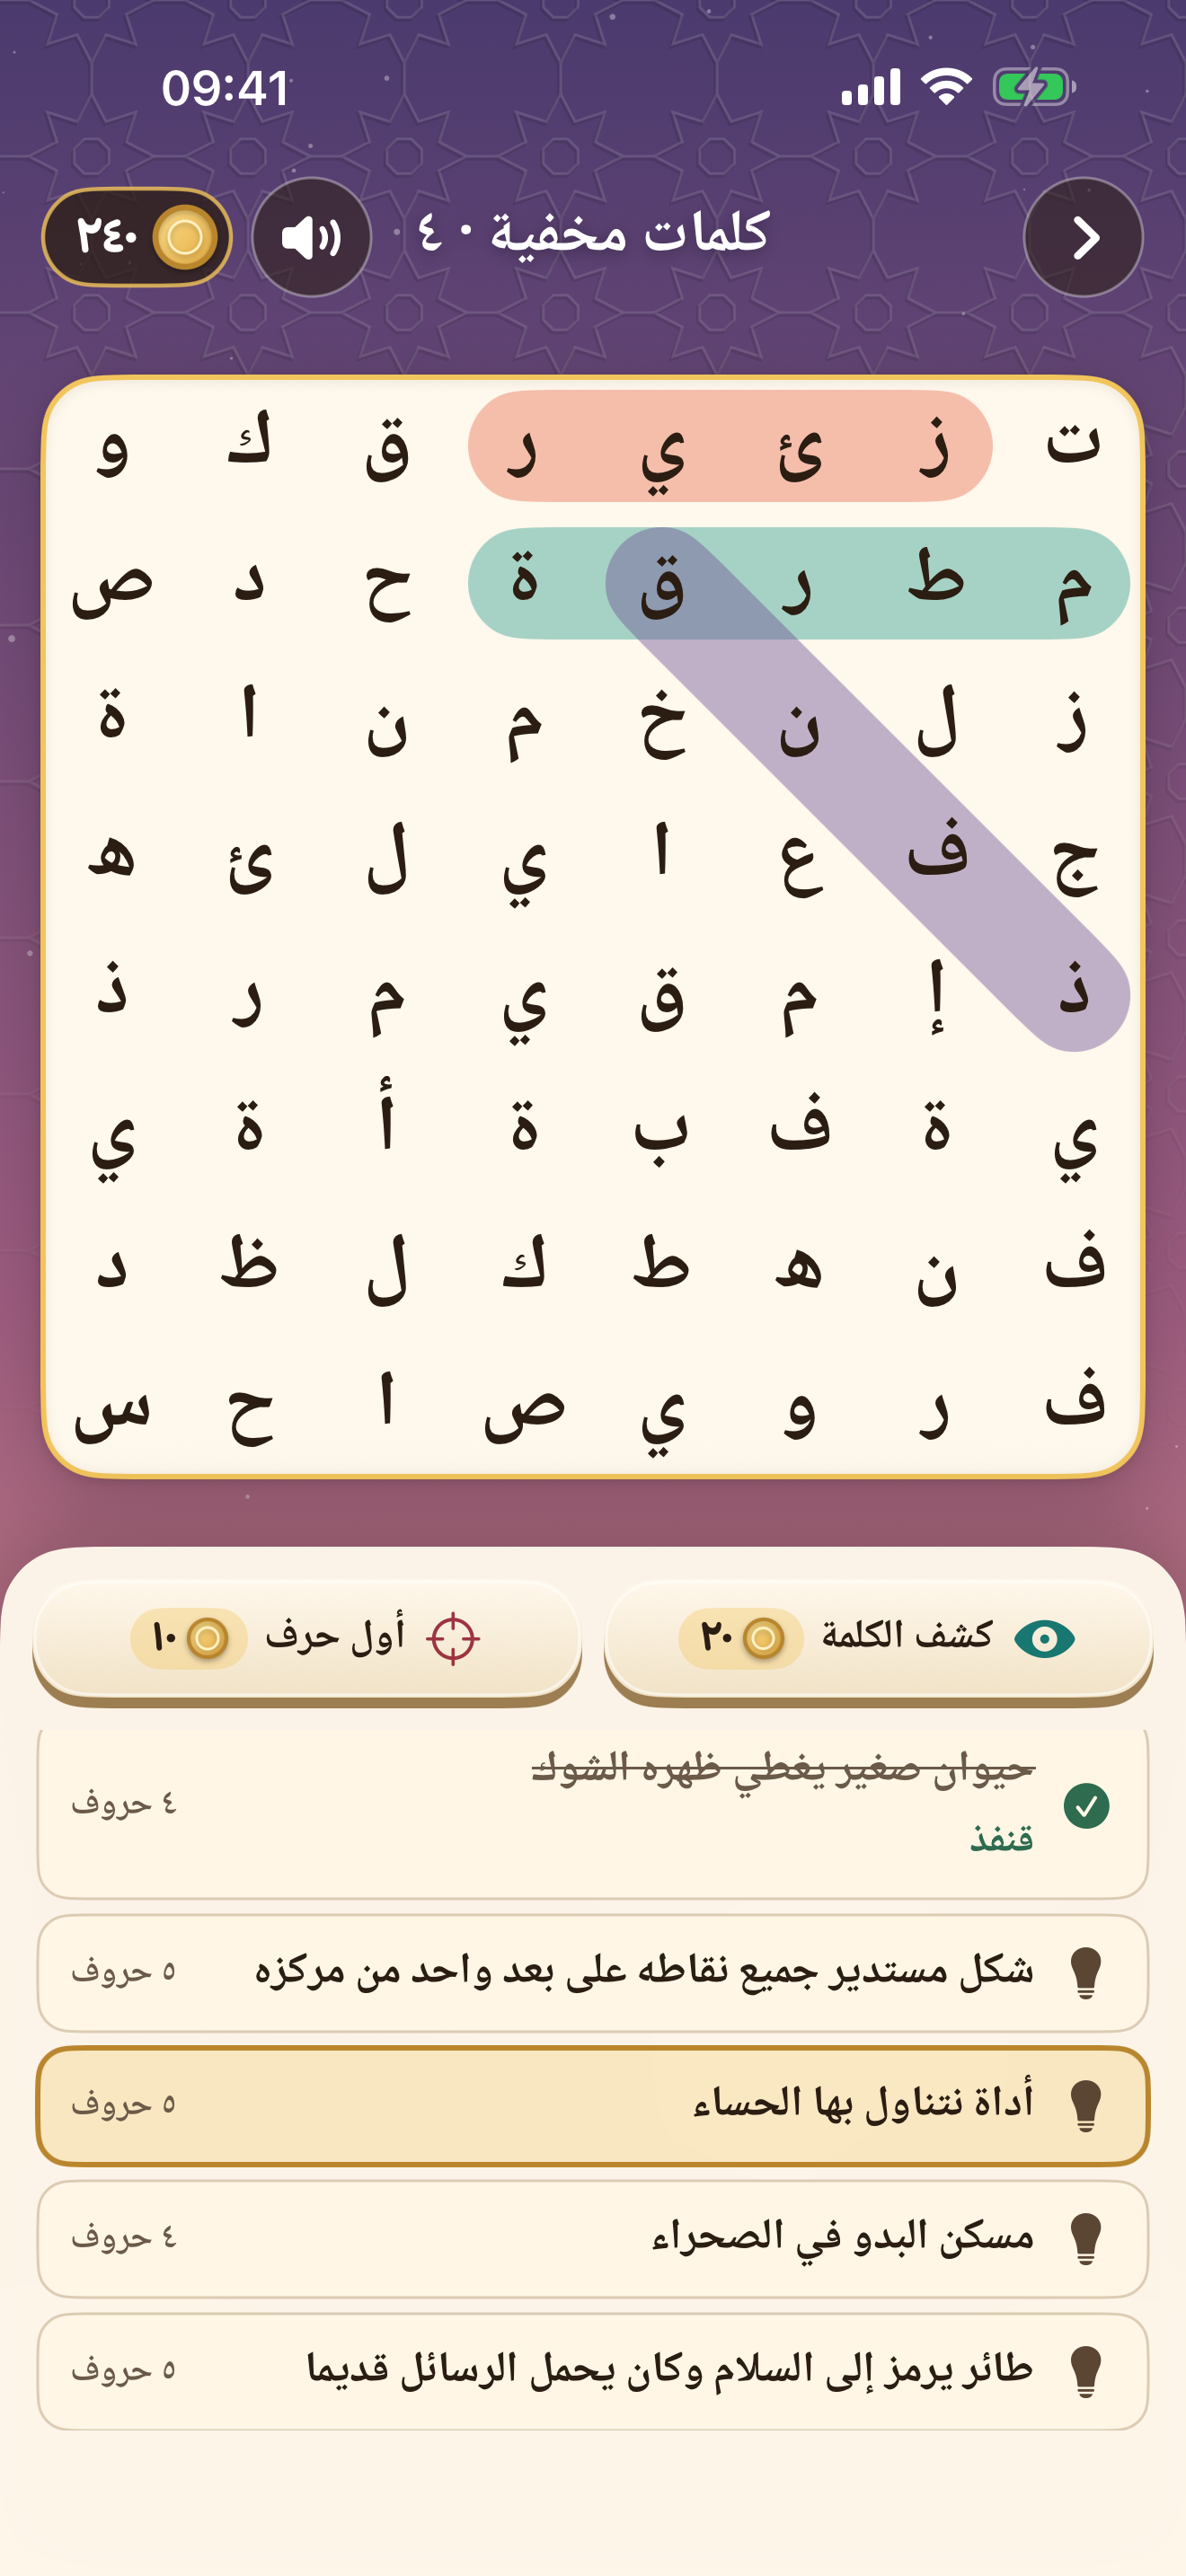 09:41
كلمات مخفية · ٤
٢٤٠
ت ز ئ ي ر ق ك و
م ط ر ق ة ح د ص
ز ل ن خ م ن ا ة
ج ف ع ا ي ل ئ ه
ذ إ م ق ي م ر ذ
ي ة ف ب ة أ ة ي
ف ن ه ط ك ل ظ د
ف ر و ي ص ا ح س
كشف الكلمة ٢٠
أول حرف ١٠
حيوان صغير يغطي ظهره الشوك
قنفذ
٤ حروف
شكل مستدير جميع نقاطه على بعد واحد من مركزه
٥ حروف
أداة نتناول بها الحساء
٥ حروف
مسكن البدو في الصحراء
٤ حروف
طائر يرمز إلى السلام وكان يحمل الرسائل قديما
٥ حروف